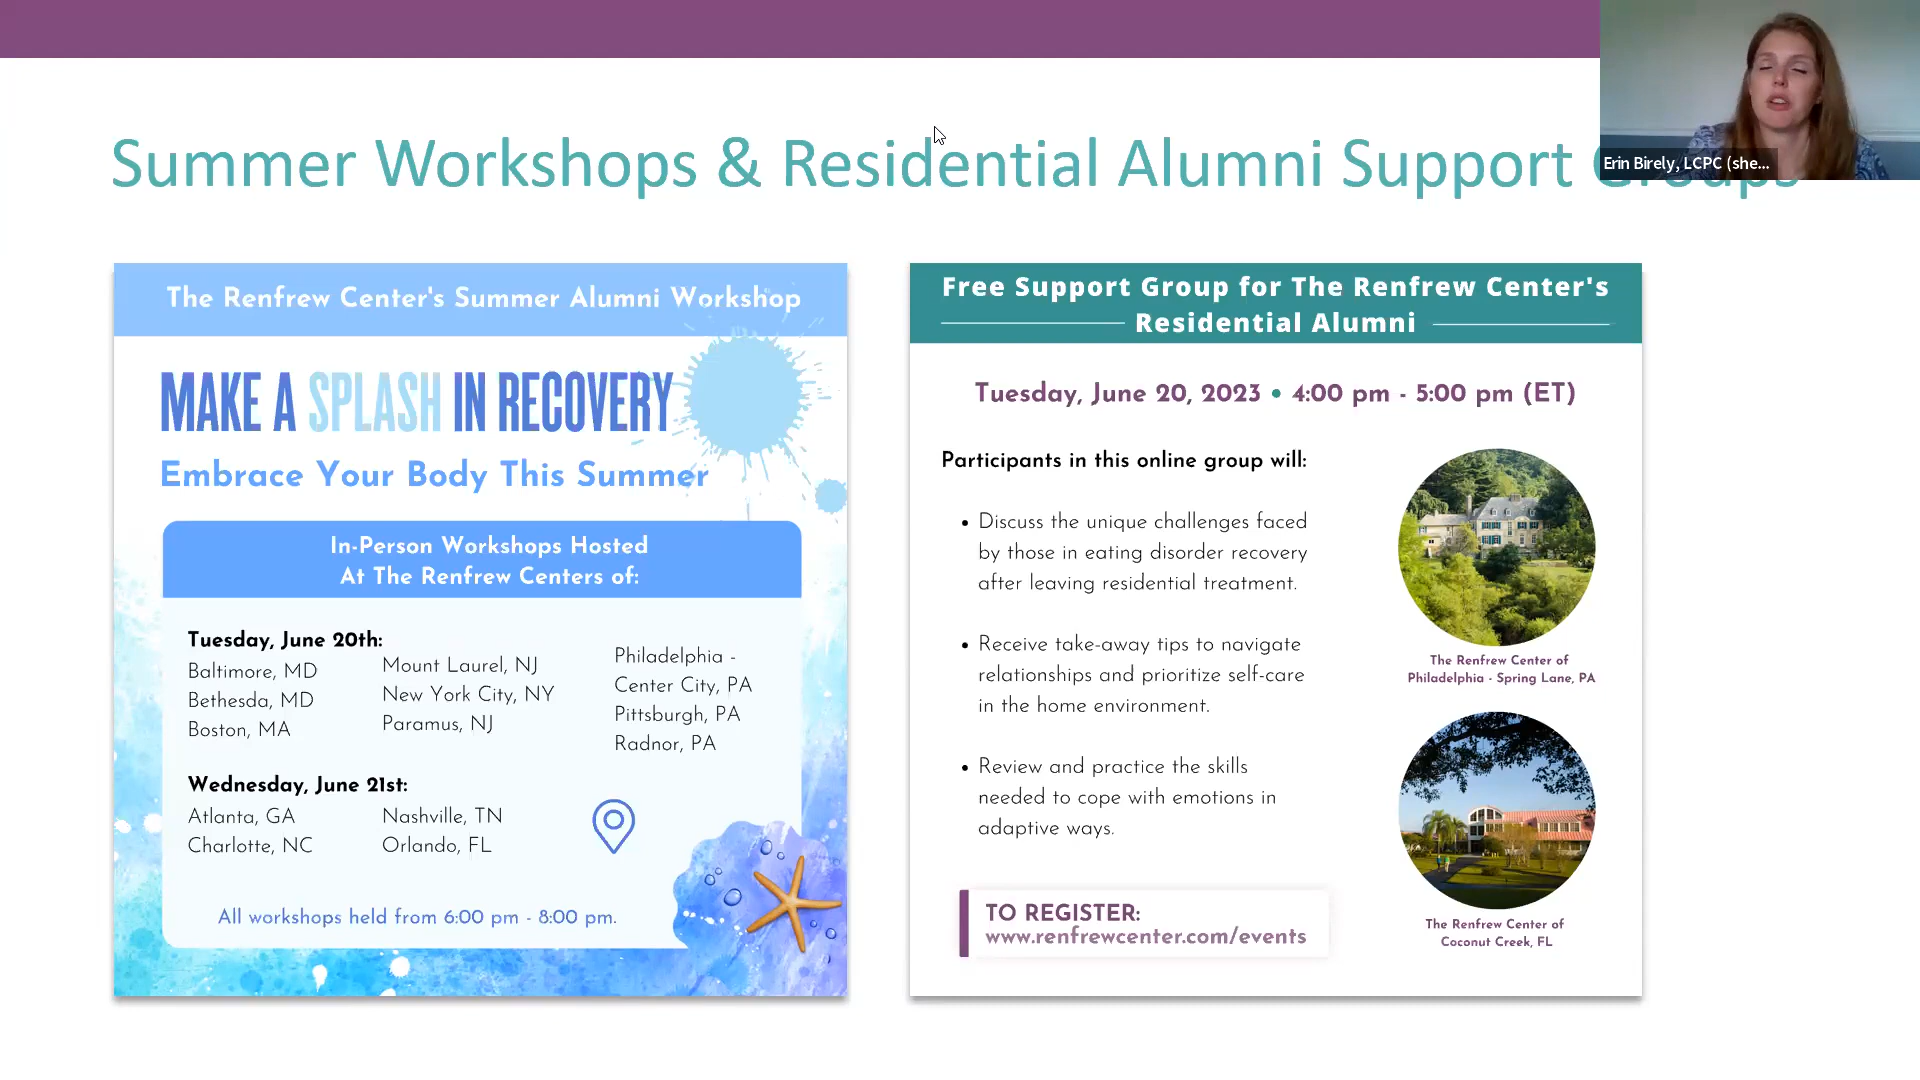 Summer Workshops & Residential Alumni Support Groups
Erin Birely, LCPC (she...
The Renfrew Center's Summer Alumni Workshop
MAKE A SPLASH IN RECOVERY
Embrace Your Body This Summer
In-Person Workshops Hosted
At The Renfrew Centers of:
Tuesday, June 20th:
Baltimore, MD
Bethesda, MD
Boston, MA
Mount Laurel, NJ
New York City, NY
Paramus, NJ
Philadelphia -
Center City, PA
Pittsburgh, PA
Radnor, PA
Wednesday, June 21st:
Atlanta, GA
Charlotte, NC
Nashville, TN
Orlando, FL
All workshops held from 6:00 pm - 8:00 pm.
Free Support Group for The Renfrew Center's
Residential Alumni
Tuesday, June 20, 2023 • 4:00 pm - 5:00 pm (ET)
Participants in this online group will:
• Discuss the unique challenges faced
by those in eating disorder recovery
after leaving residential treatment.
• Receive take-away tips to navigate
relationships and prioritize self-care
in the home environment.
• Review and practice the skills
needed to cope with emotions in
adaptive ways.
The Renfrew Center of
Philadelphia - Spring Lane, PA
The Renfrew Center of
Coconut Creek, FL
TO REGISTER:
www.renfrewcenter.com/events